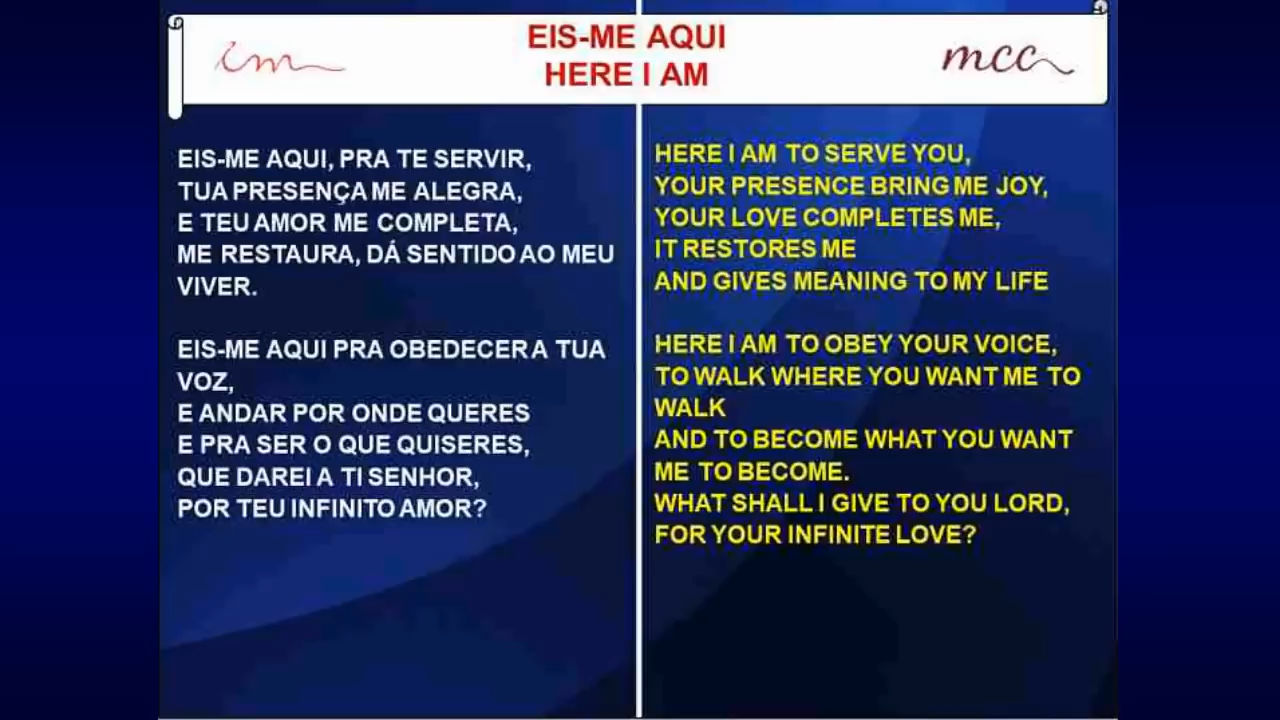 im
EIS-ME AQUI
HERE I AM
mcc
EIS-ME AQUI, PRA TE SERVIR,
TUA PRESENÇA ME ALEGRA,
E TEU AMOR ME COMPLETA,
ME RESTAURA, DÁ SENTIDO AO MEU
VIVER.
EIS-ME AQUI PRA OBEDECER A TUA
VOZ,
E ANDAR POR ONDE QUERES
E PRA SER O QUE QUISERES,
QUE DAREI A TI SENHOR,
POR TEU INFINITO AMOR?
HERE I AM TO SERVE YOU,
YOUR PRESENCE BRING ME JOY,
YOUR LOVE COMPLETES ME,
IT RESTORES ME
AND GIVES MEANING TO MY LIFE
HERE I AM TO OBEY YOUR VOICE,
TO WALK WHERE YOU WANT ME TO
WALK
AND TO BECOME WHAT YOU WANT
ME TO BECOME.
WHAT SHALL I GIVE TO YOU LORD,
FOR YOUR INFINITE LOVE?